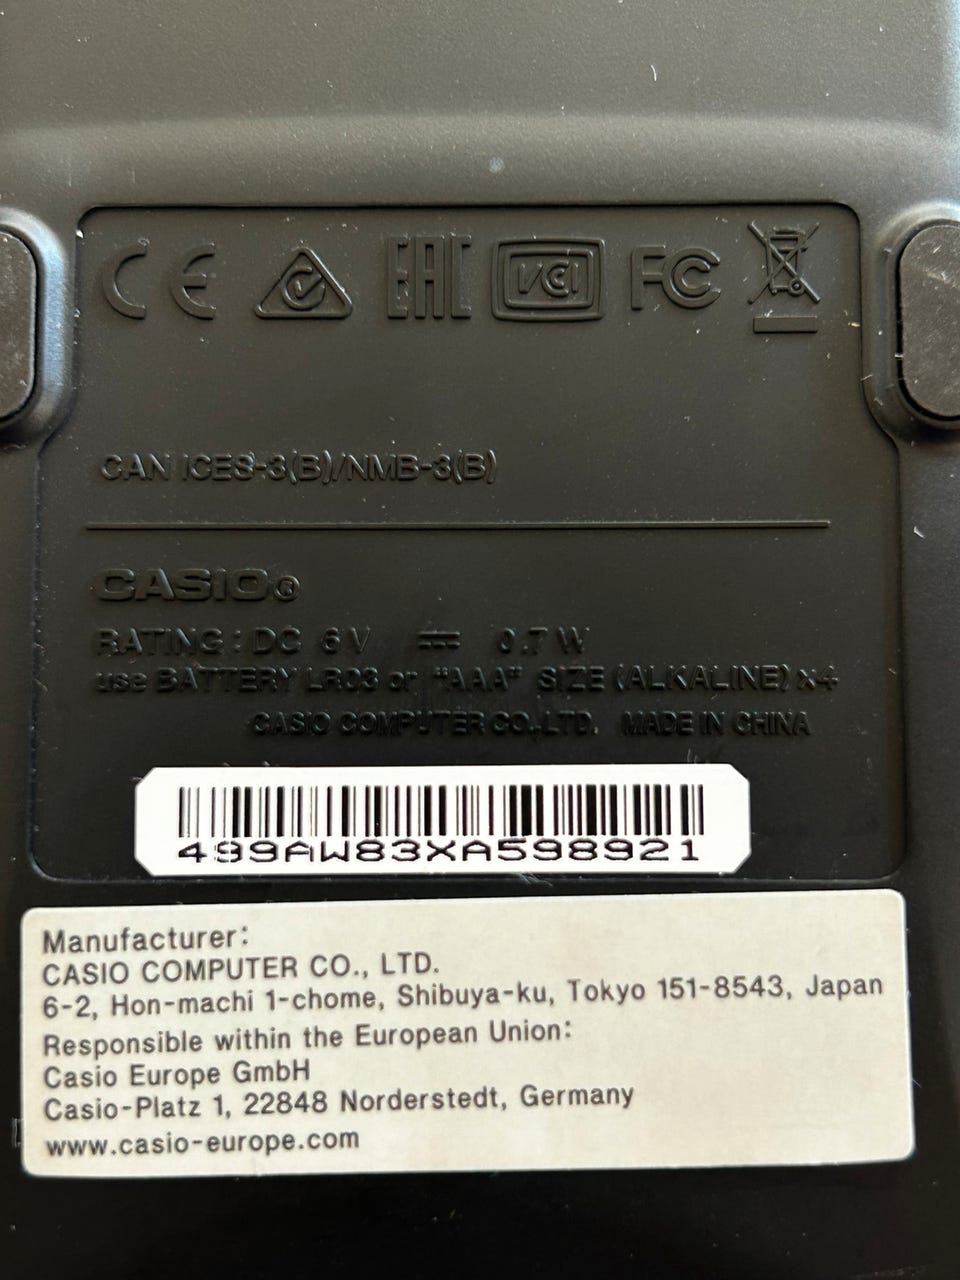 CE EAC VCCI FC
CAN ICES-3(B)/NMB-3(B)
CASIO®
RATING : DC 6V ⎓ 0.7W
use BATTERY LR03 or "AAA" SIZE (ALKALINE) x4
CASIO COMPUTER CO.,LTD. MADE IN CHINA
499AW83XA598921
Manufacturer:
CASIO COMPUTER CO., LTD.
6-2, Hon-machi 1-chome, Shibuya-ku, Tokyo 151-8543, Japan
Responsible within the European Union:
Casio Europe GmbH
Casio-Platz 1, 22848 Norderstedt, Germany
www.casio-europe.com